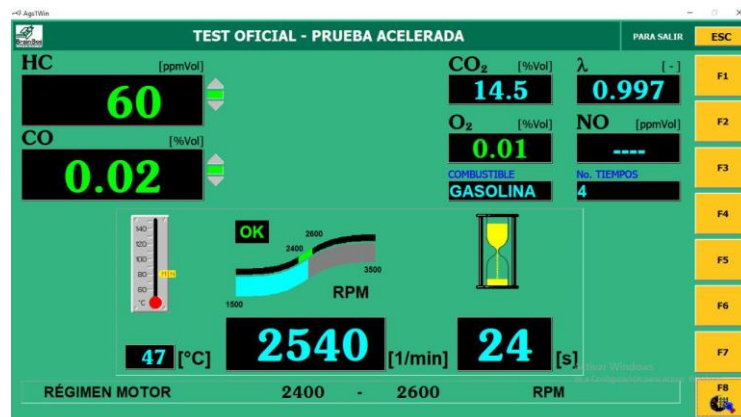 Ags1Win
TEST OFICIAL - PRUEBA ACELERADA
PARA SALIR
ESC
HC [ppmVol]
60
CO [%Vol]
0.02
CO₂ [%Vol]
14.5
λ [-]
0.997
O₂ [%Vol]
0.01
NO [ppmVol]
----
COMBUSTIBLE
GASOLINA
No. TIEMPOS
4
F1
F2
F3
F4
F5
F6
F7
F8
140
120
100
80
60
°C
OK
2600
2400
3500
1500
RPM
47 [°C]
2540 [1/min]
24 [s]
Windows
RÉGIMEN MOTOR 2400 - 2600 RPM